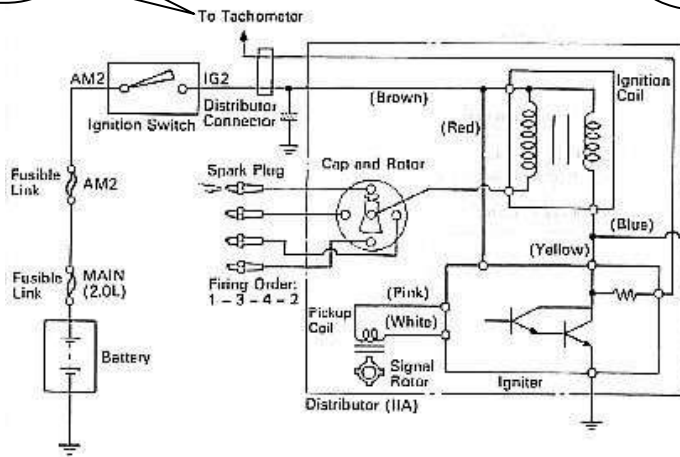 To Tachometer
AM2
IG2
Ignition Switch
Distributor
Connector
(Brown)
(Red)
Ignition
Coil
Fusible
Link
AM2
Spark Plug
Cap and Rotor
(Blue)
(Yellow)
Fusible
Link
MAIN
(2.0L)
Firing Order:
1 – 3 – 4 – 2
(Pink)
Pickup
Coil
(White)
Battery
Signal
Rotor
Igniter
Distributor (IIA)